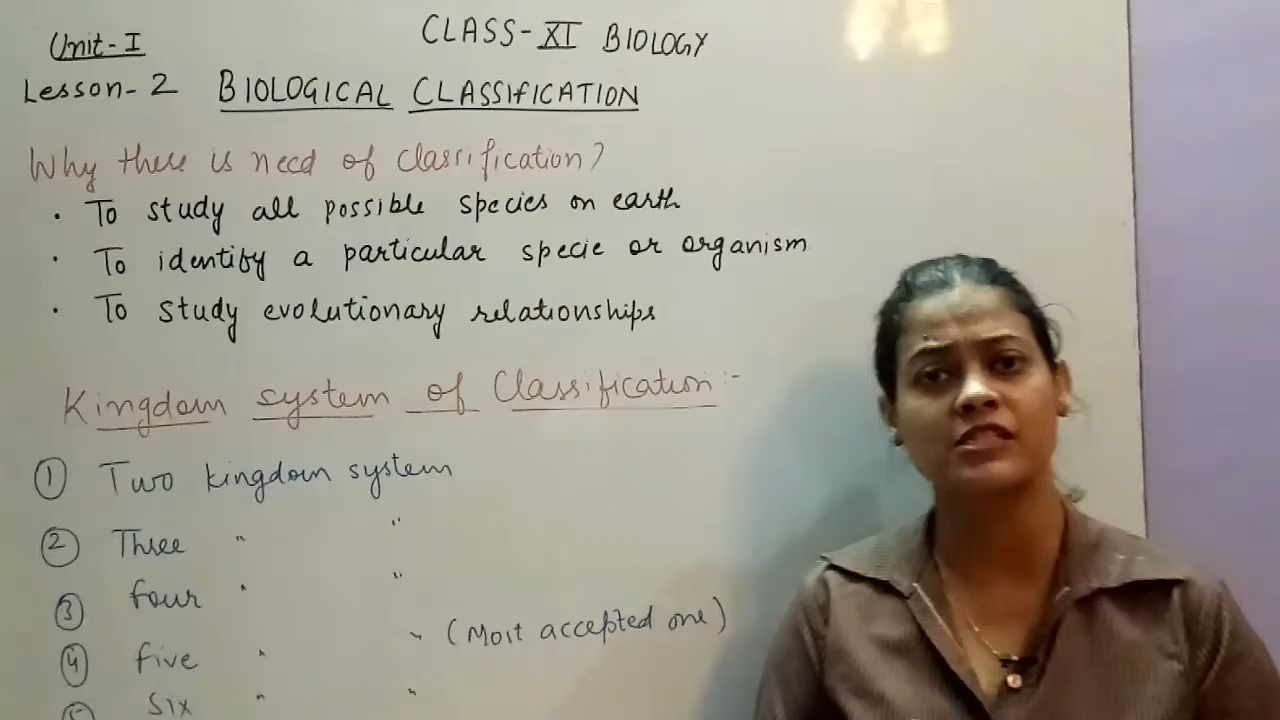 Unit-I
CLASS-XI BIOLOGY
Lesson-2 BIOLOGICAL CLASSIFICATION
Why there is need of classification?
· To study all possible species on earth
· To identify a particular specie or organism
· To study evolutionary relationships
Kingdom system of Classification:-
① Two kingdom system
② Three " "
③ four " "
④ five " " (Most accepted one)
⑤ Six " "